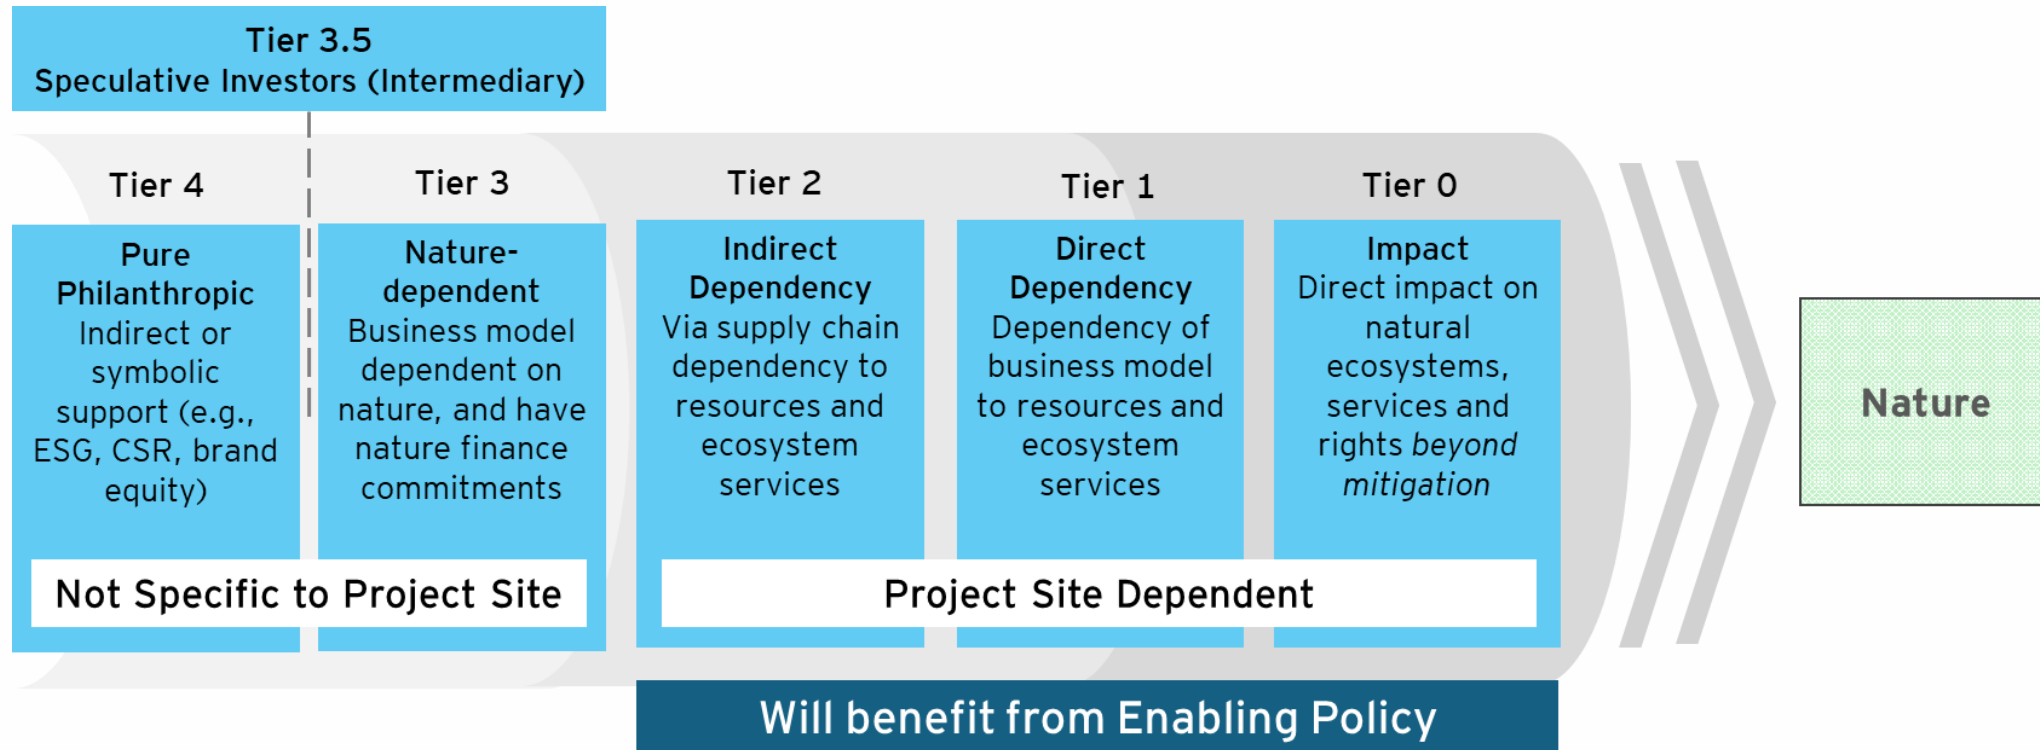 Tier 3.5
Speculative Investors (Intermediary)
Tier 4
Pure
Philanthropic
Indirect or
symbolic
support (e.g.,
ESG, CSR, brand
equity)
Tier 3
Nature-
dependent
Business model
dependent on
nature, and have
nature finance
commitments
Not Specific to Project Site
Tier 2
Indirect
Dependency
Via supply chain
dependency to
resources and
ecosystem
services
Tier 1
Direct
Dependency
Dependency of
business model
to resources and
ecosystem
services
Tier 0
Impact
Direct impact on
natural
ecosystems,
services and
rights beyond
mitigation
Project Site Dependent
Will benefit from Enabling Policy
Nature